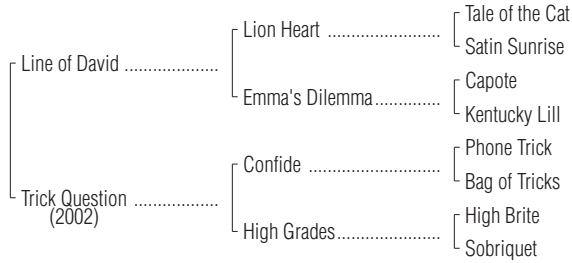 Tale of the Cat
Lion Heart ........................
Satin Sunrise
Line of David ....................
Capote
Emma's Dilemma..............
Kentucky Lill
Phone Trick
Confide ............................
Bag of Tricks
Trick Question ..................
(2002)
High Brite
High Grades......................
Sobriquet